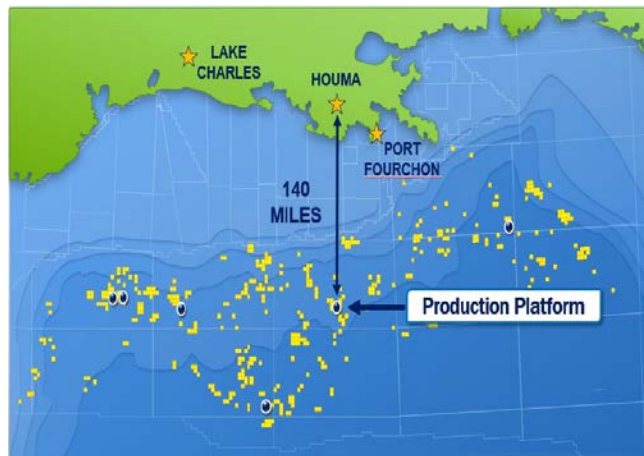 LAKE
CHARLES
HOUMA
PORT
FOURCHON
140
MILES
Production Platform